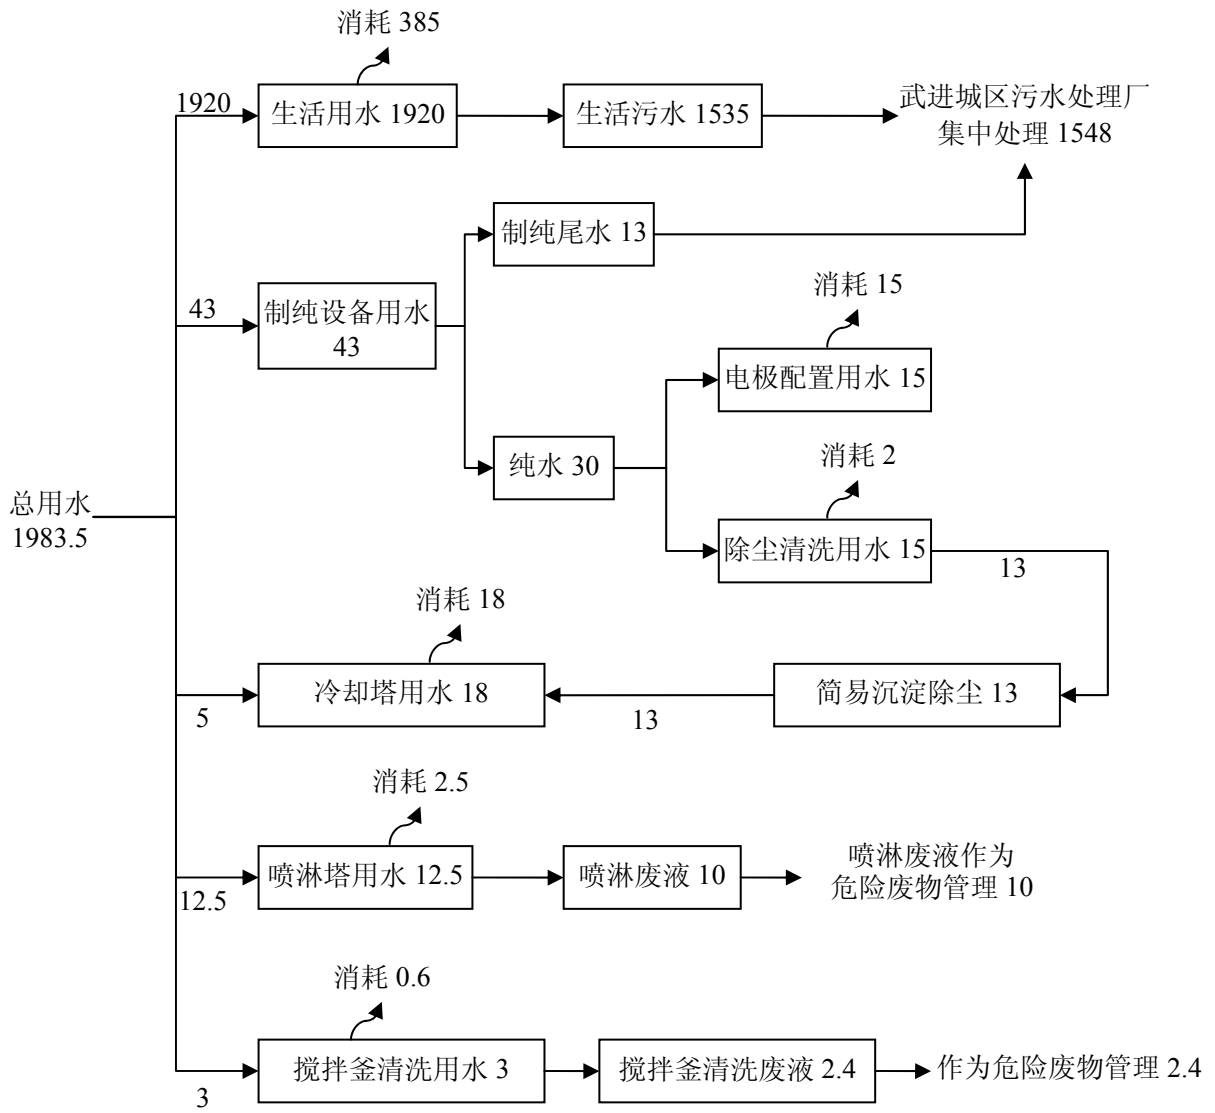 消耗 385
1920
生活用水 1920
生活污水 1535
武进城区污水处理厂
集中处理 1548
制纯尾水 13
消耗 15
43
制纯设备用水
43
电极配置用水 15
消耗 2
纯水 30
总用水
1983.5
除尘清洗用水 15
13
消耗 18
冷却塔用水 18
简易沉淀除尘 13
5
13
消耗 2.5
喷淋塔用水 12.5
喷淋废液 10
喷淋废液作为
危险废物管理 10
12.5
消耗 0.6
搅拌釜清洗用水 3
搅拌釜清洗废液 2.4
作为危险废物管理 2.4
3